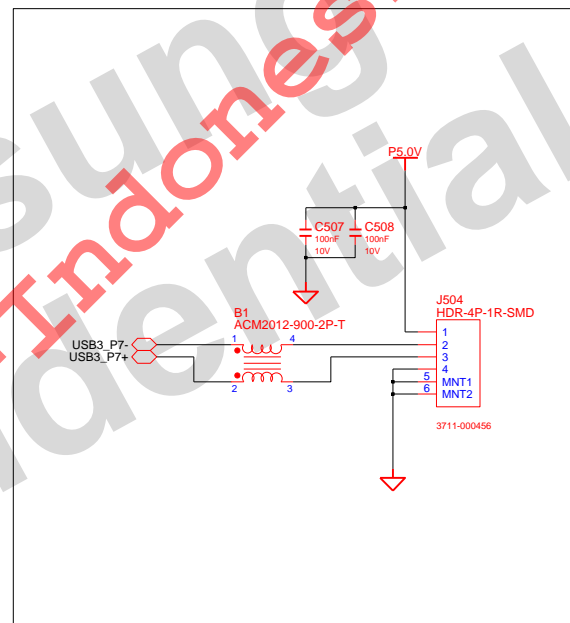 sung
Indones
dential
P5.0V
C507
100nF
10V
C508
100nF
10V
B1
ACM2012-900-2P-T
1
4
2
3
USB3_P7-
USB3_P7+
J504
HDR-4P-1R-SMD
1
2
3
4
5
MNT1
6
MNT2
3711-000456